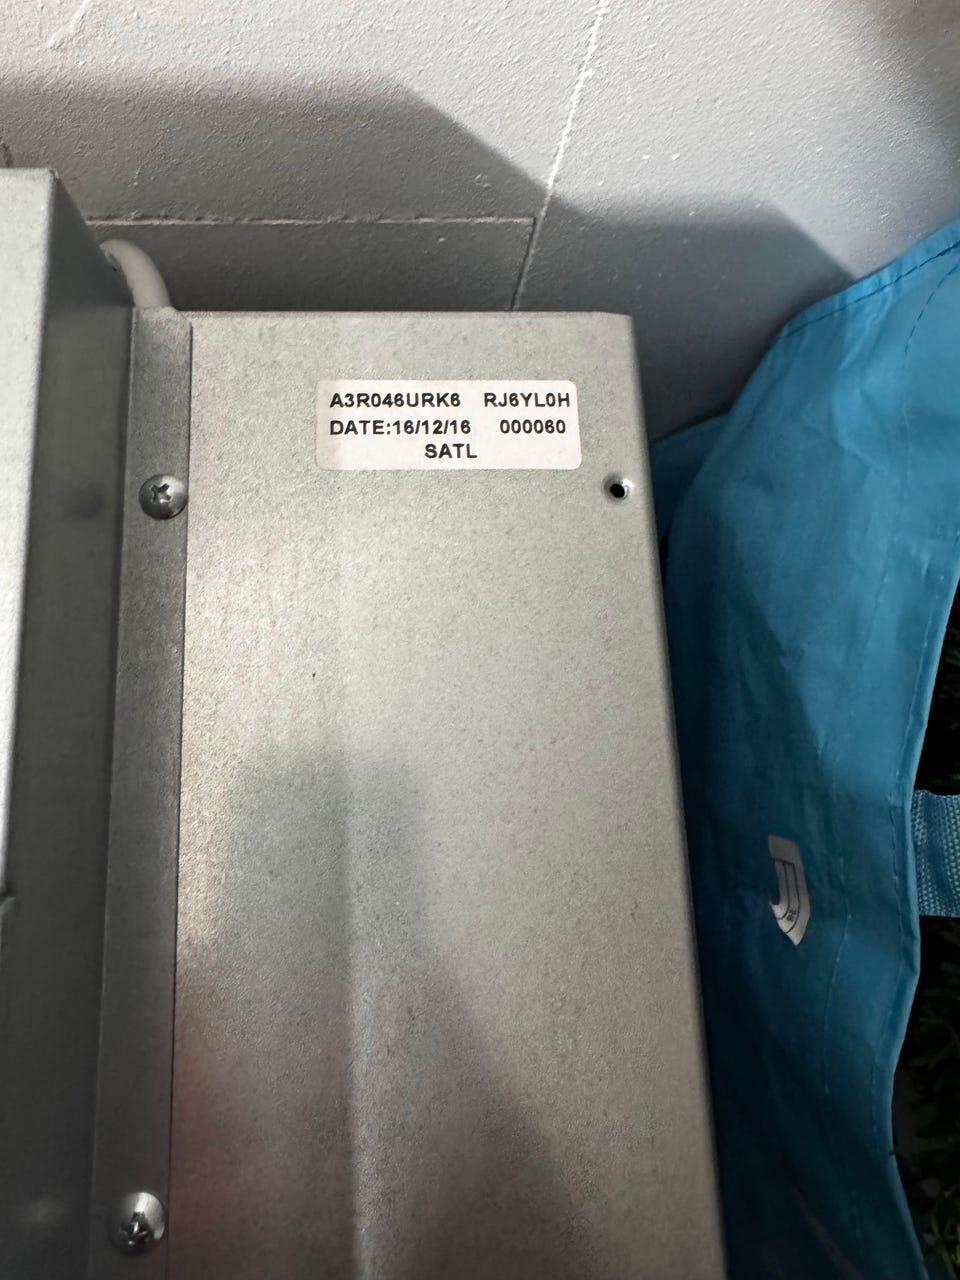 A3R046URK6 RJ6YL0H
DATE:16/12/16 000060
SATL